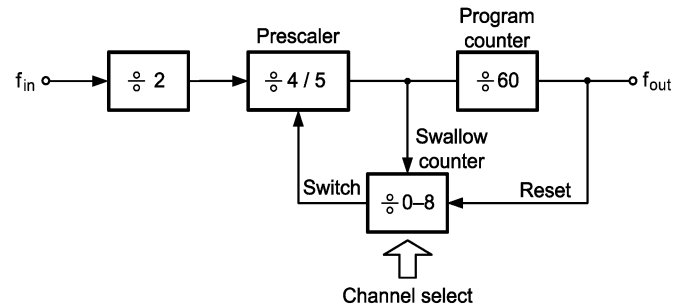 Program
counter
Prescaler
f_in
÷ 2
÷ 4 / 5
÷ 60
f_out
Swallow
counter
Switch
÷ 0–8
Reset
Channel select